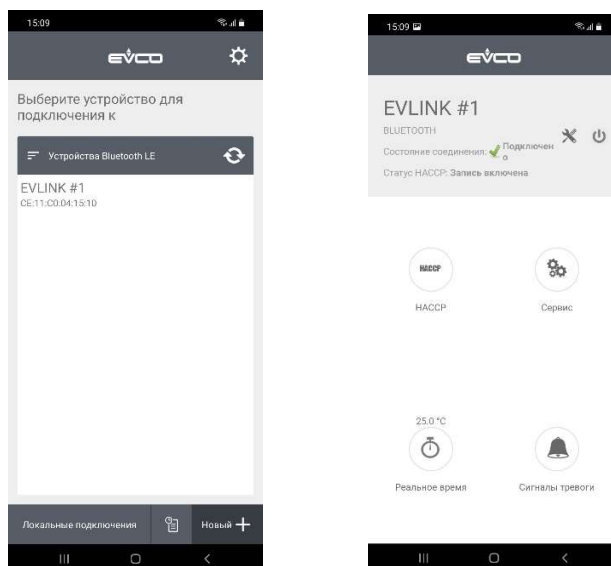 15:09
EVCO
Выберите устройство для
подключения к
Устройства Bluetooth LE
EVLINK #1
CE:11:C0:04:15:10
Локальные подключения
Новый
15:09
EVCO
EVLINK #1
BLUETOOTH
Состояние соединения: Подключен
о
Статус HACCP: Запись включена
HACCP
HACCP
Сервис
25.0 °C
Реальное время
Сигналы тревоги